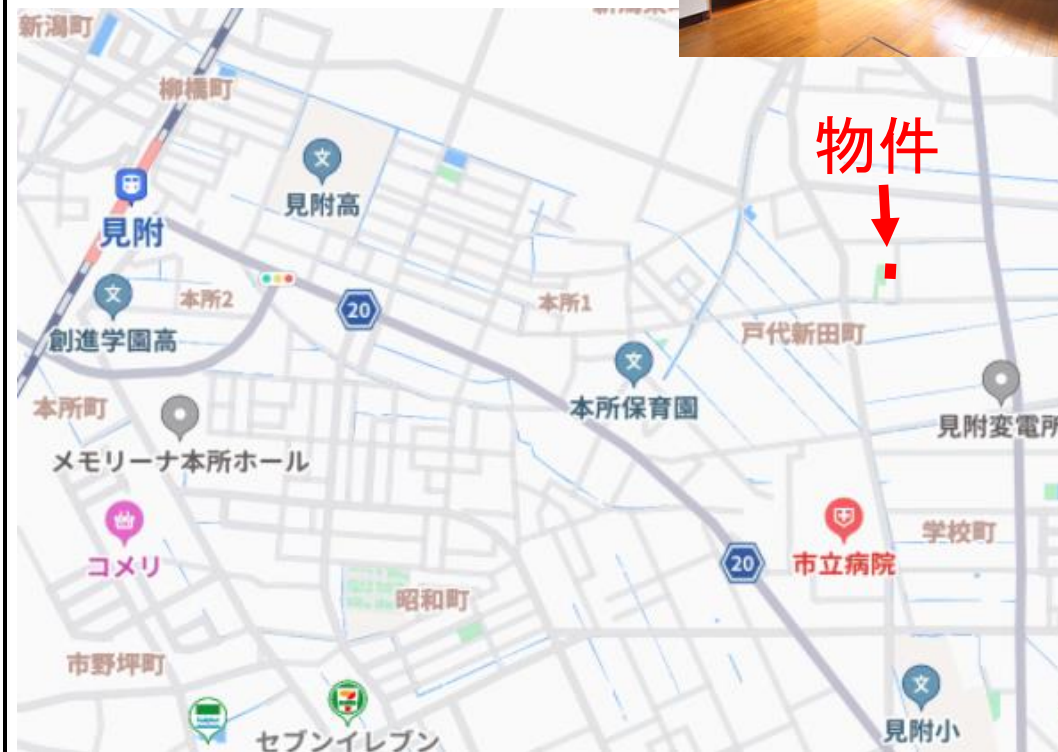 新潟町
柳橋町
物件
見附高
見附
本所2
20
本所1
創進学園高
戸代新田町
本所保育園
本所町
見附変電所
メモリーナ本所ホール
学校町
コメリ
20
市立病院
昭和町
市野坪町
見附小
セブンイレブン